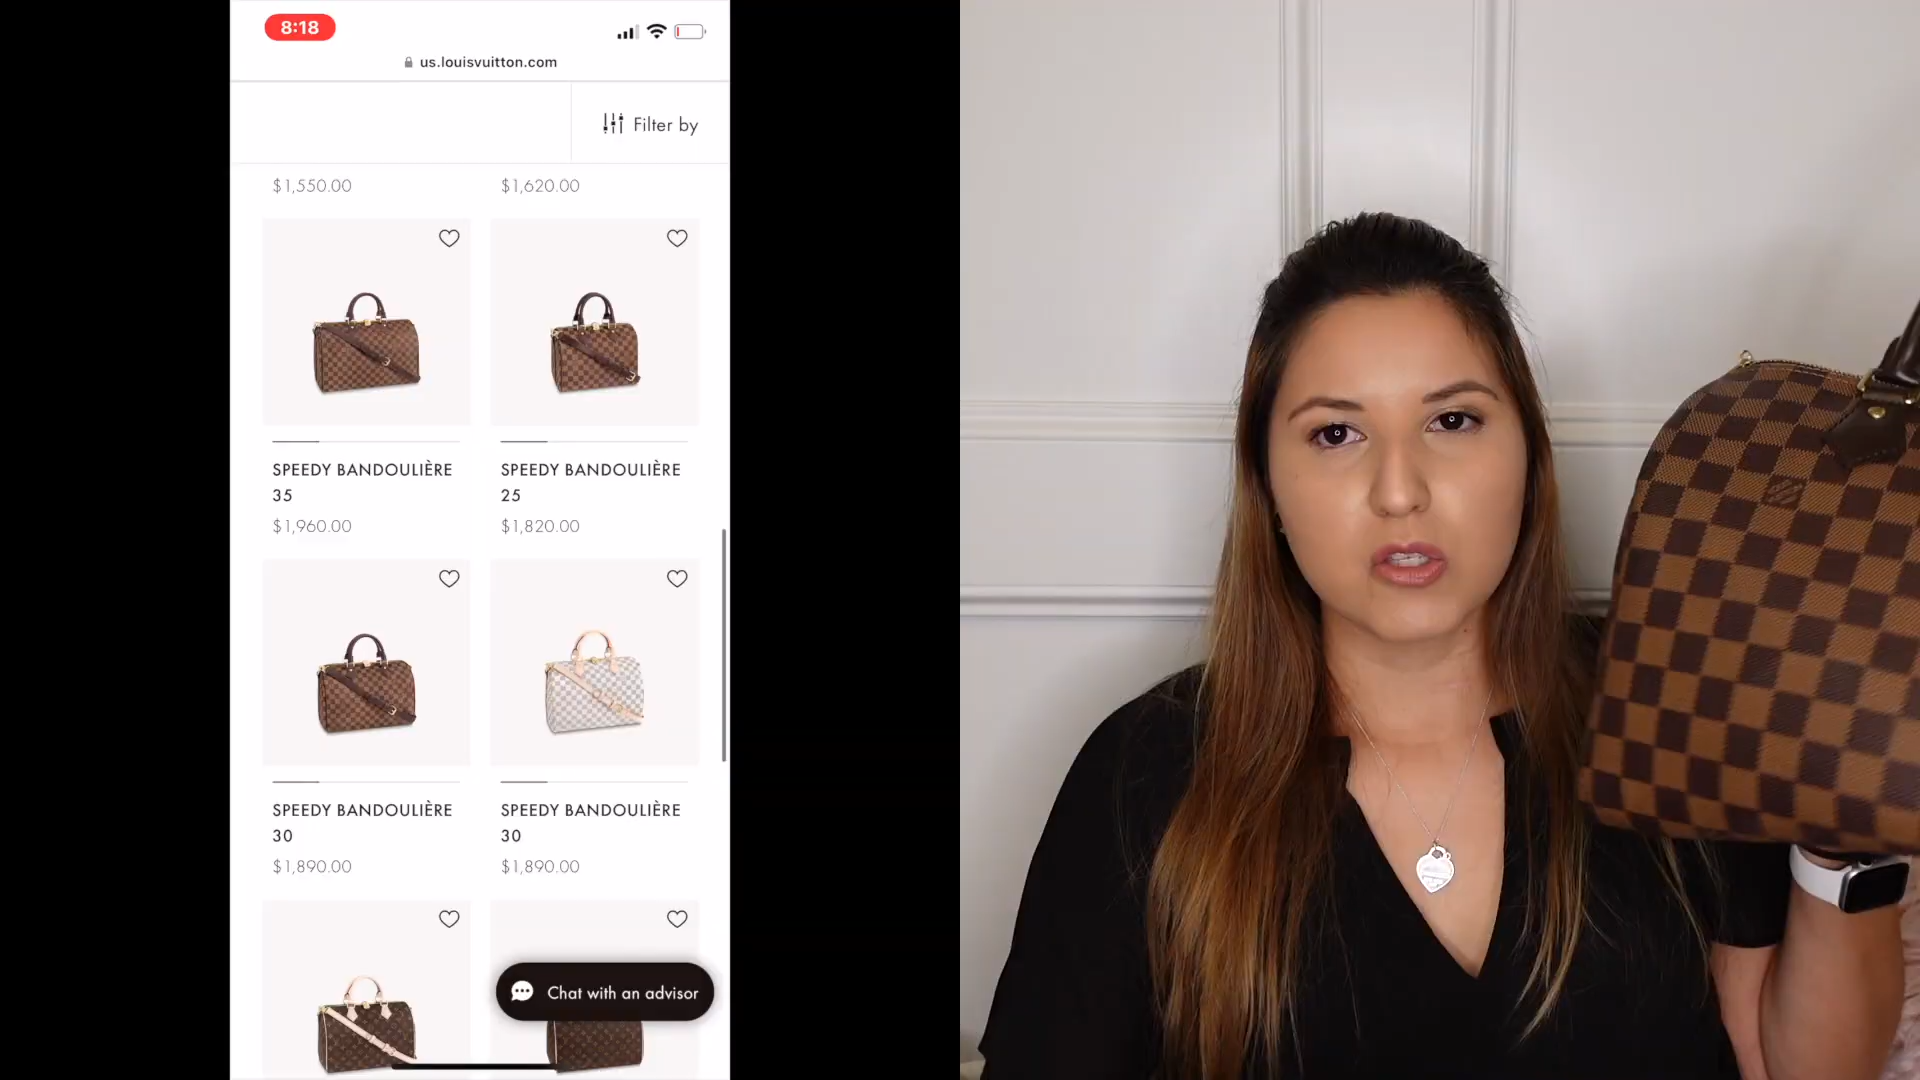 8:18
us.louisvuitton.com
Filter by
$1,550.00
$1,620.00
SPEEDY BANDOULIÈRE
35
$1,960.00
SPEEDY BANDOULIÈRE
25
$1,820.00
SPEEDY BANDOULIÈRE
30
$1,890.00
SPEEDY BANDOULIÈRE
30
$1,890.00
Chat with an advisor